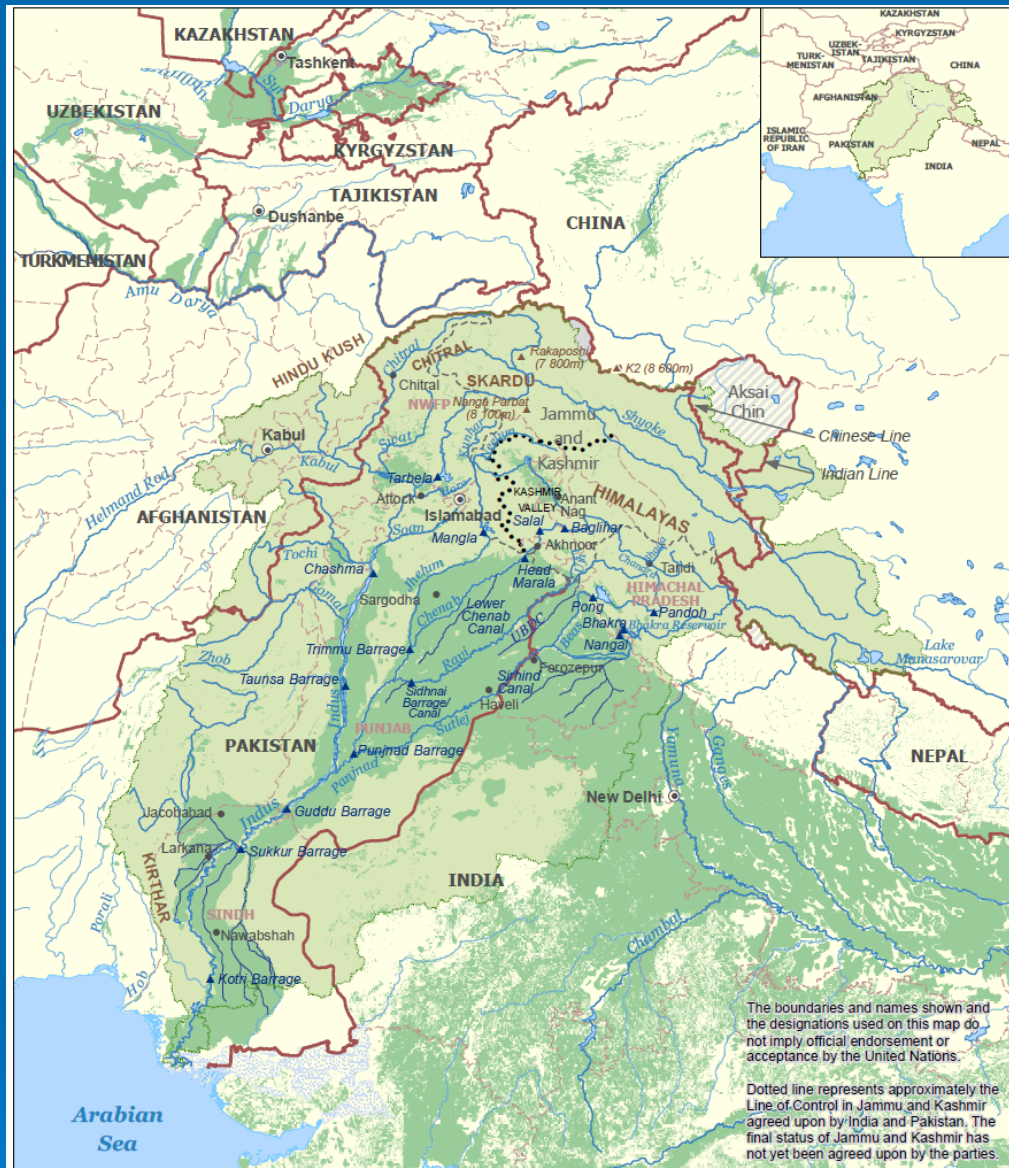 KAZAKHSTAN
Tashkent
Syr
Darya
UZBEKISTAN
KYRGYZSTAN
TAJIKISTAN
Dushanbe
CHINA
TURKMENISTAN
Amu Darya
KAZAKHSTAN
UZBEK-
ISTAN
KYRGYZSTAN
TURK-
MENISTAN
TAJIKISTAN
CHINA
AFGHANISTAN
ISLAMIC
REPUBLIC
OF IRAN
PAKISTAN
NEPAL
INDIA
HINDU KUSH
Chitral
CHITRAL
Chitral
Rakaposhi
(7 800m)
K2 (8 600m)
SKARDU
NWFP
Nanga Parbat
(8 100m)
Jammu
and
Kashmir
Shyoke
Aksai
Chin
Chinese Line
Indian Line
Swat
Kunhar
Kabul
Kabul
Helmand Rod
Tarbela
Haro
Attock
Islamabad
KASHMIR
VALLEY
Anant
Nag
HIMALAYAS
AFGHANISTAN
Soan
Mangla
Salal
Baglihar
Akhnoor
Tochi
Chashma
Jhelum
Head
Marala
Chandra
Bhaga
Tandi
Gomal
Sargodha
Chenab
Lower
Chenab
Canal
HIMACHAL
PRADESH
Pong
Pandoh
Bhakra
Bhakra Reservoir
Nangal
UBDC
Beas
Zhob
Trimmu Barrage
Ravi
Ferozepur
Lake
Manasarovar
Taunsa Barrage
Indus
Sidhnai
Barrage/
Canal
Sirhind
Canal
Haveli
PUNJAB
Sutlej
PAKISTAN
Punjnad Barrage
Panjnad
Yamuna
Ganges
NEPAL
New Delhi
Jacobabad
Indus
Guddu Barrage
Larkana
Sukkur Barrage
INDIA
KIRTHAR
SINDH
Nawabshah
Porali
Hob
Kotri Barrage
Chambal
Arabian
Sea
The boundaries and names shown and
the designations used on this map do
not imply official endorsement or
acceptance by the United Nations.
Dotted line represents approximately the
Line of Control in Jammu and Kashmir
agreed upon by India and Pakistan. The
final status of Jammu and Kashmir has
not yet been agreed upon by the parties.